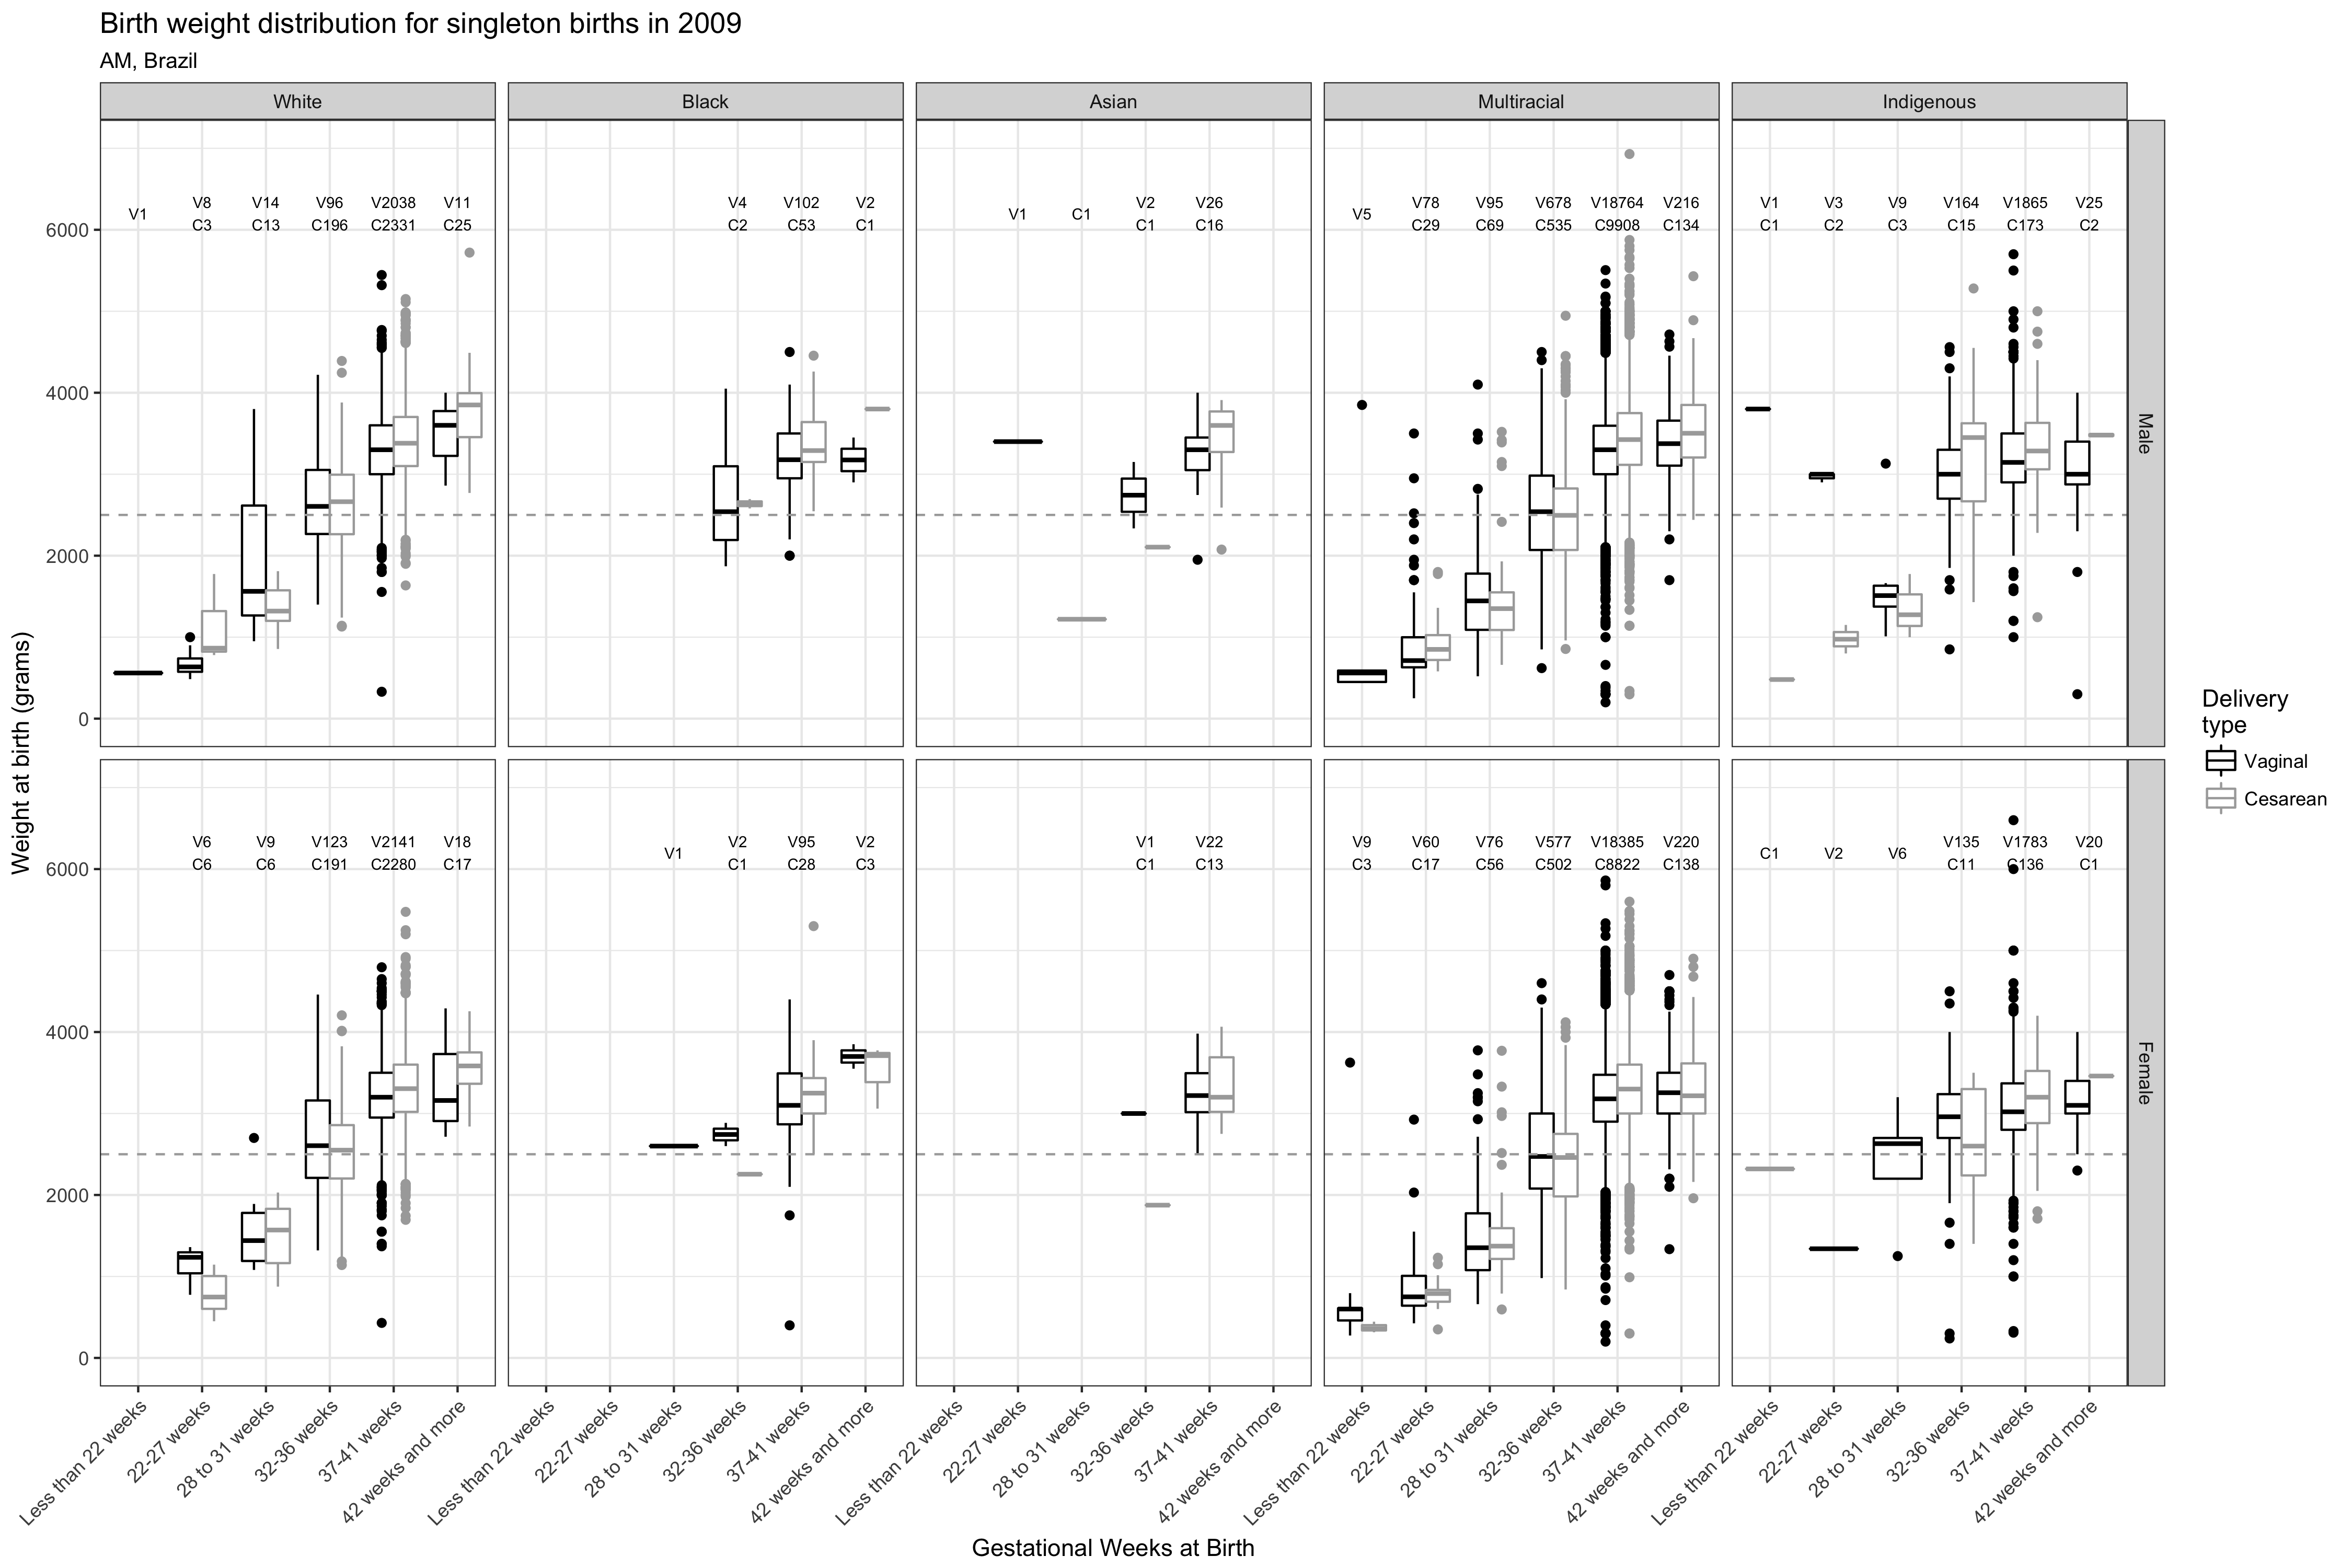 Birth weight distribution for singleton births in 2009
AM, Brazil
White Black Asian Multiracial Indigenous
V1 V8 V14 V96 V2038 V11
C3 C13 C196 C2331 C25
V4 V102 V2
C2 C53 C1
V1 C1 V2 V26
C1 C16
V5 V78 V95 V678 V18764 V216
C29 C69 C535 C9908 C134
V1 V3 V9 V164 V1865 V25
C1 C2 C3 C15 C173 C2
6000
4000
2000
0
Male
V6 V9 V123 V2141 V18
C6 C6 C191 C2280 C17
V1 V2 V95 V2
C1 C28 C3
V1 V22
C1 C13
V9 V60 V76 V577 V18385 V220
C3 C17 C56 C502 C8822 C138
C1 V2 V6 V135 V1783 V20
C11 C136 C1
6000
4000
2000
0
Female
Weight at birth (grams)
Less than 22 weeks
22-27 weeks
28 to 31 weeks
32-36 weeks
37-41 weeks
42 weeks and more
Less than 22 weeks
22-27 weeks
28 to 31 weeks
32-36 weeks
37-41 weeks
42 weeks and more
Less than 22 weeks
22-27 weeks
28 to 31 weeks
32-36 weeks
37-41 weeks
42 weeks and more
Less than 22 weeks
22-27 weeks
28 to 31 weeks
32-36 weeks
37-41 weeks
42 weeks and more
Less than 22 weeks
22-27 weeks
28 to 31 weeks
32-36 weeks
37-41 weeks
42 weeks and more
Gestational Weeks at Birth
Delivery
type
Vaginal
Cesarean